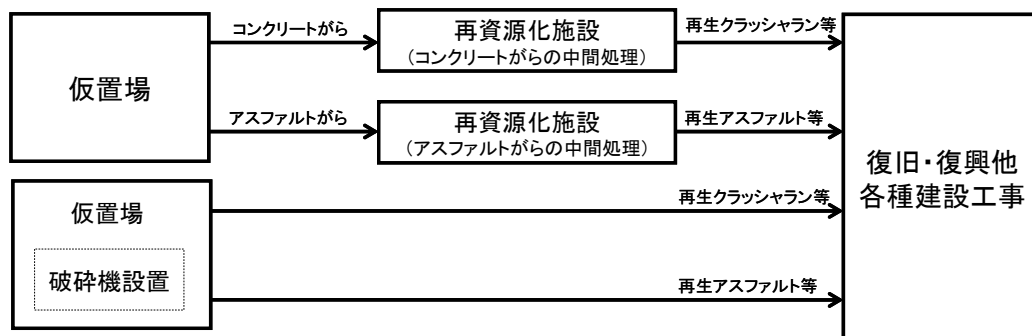 仮置場
コンクリートがら
再資源化施設
（コンクリートがらの中間処理）
再生クラッシャラン等
アスファルトがら
再資源化施設
（アスファルトがらの中間処理）
再生アスファルト等
復旧・復興他
各種建設工事
仮置場
破砕機設置
再生クラッシャラン等
再生アスファルト等